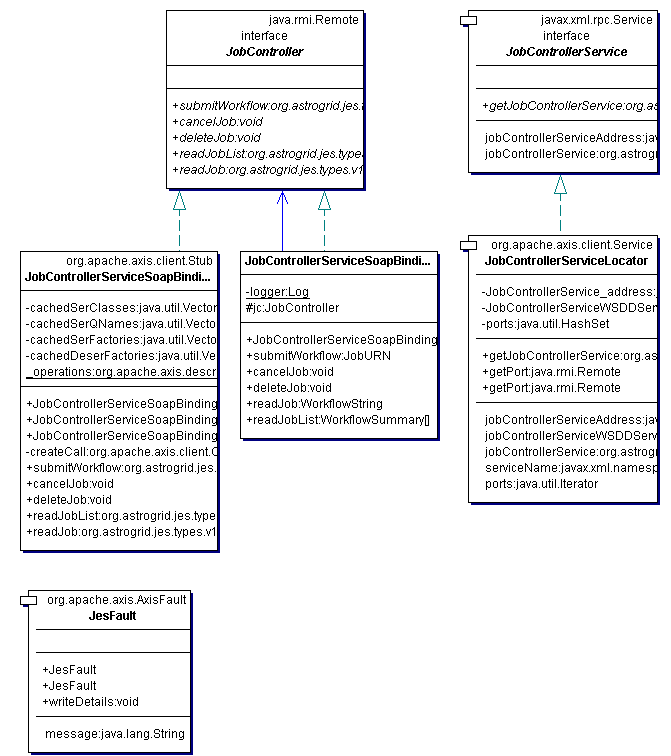 java.rmi.Remote
interface
JobController
+submitWorkflow:org.astrogrid.jes.t
+cancelJob:void
+deleteJob:void
+readJobList:org.astrogrid.jes.types
+readJob:org.astrogrid.jes.types.v1
javax.xml.rpc.Service
interface
JobControllerService
+getJobControllerService:org.as
jobControllerServiceAddress:jav
jobControllerService:org.astrog
org.apache.axis.client.Stub
JobControllerServiceSoapBindi...
-cachedSerClasses:java.util.Vector
-cachedSerQNames:java.util.Vecto
-cachedSerFactories:java.util.Vecto
-cachedDeserFactories:java.util.Ve
_operations:org.apache.axis.descr
+JobControllerServiceSoapBinding
+JobControllerServiceSoapBinding
+JobControllerServiceSoapBinding
-createCall:org.apache.axis.client.C
+submitWorkflow:org.astrogrid.jes.
+cancelJob:void
+deleteJob:void
+readJobList:org.astrogrid.jes.type
+readJob:org.astrogrid.jes.types.v1
JobControllerServiceSoapBindi...
-logger:Log
#jc:JobController
+JobControllerServiceSoapBinding
+submitWorkflow:JobURN
+cancelJob:void
+deleteJob:void
+readJob:WorkflowString
+readJobList:WorkflowSummary[]
org.apache.axis.client.Service
JobControllerServiceLocator
-JobControllerService_address:j
-JobControllerServiceWSDDSer
-ports:java.util.HashSet
+getJobControllerService:org.as
+getPort:java.rmi.Remote
+getPort:java.rmi.Remote
jobControllerServiceAddress:jav
jobControllerServiceWSDDSer
jobControllerService:org.astrog
serviceName:javax.xml.namesp
ports:java.util.Iterator
org.apache.axis.AxisFault
JesFault
+JesFault
+JesFault
+writeDetails:void
message:java.lang.String